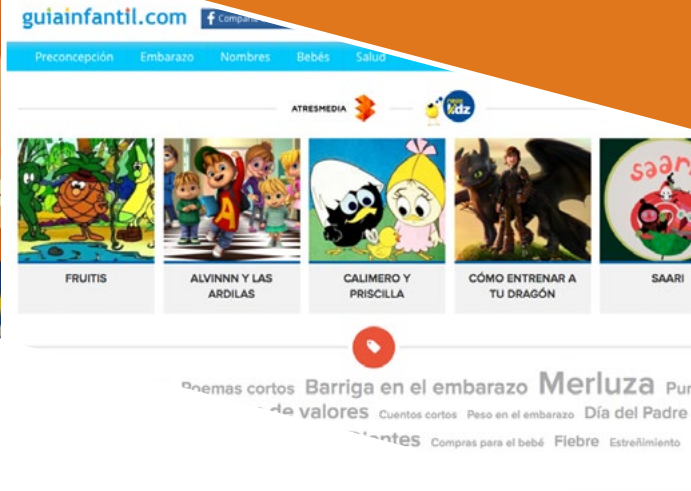 guiainfantil.com
Preconcepción Embarazo Nombres Bebés Salud
ATRESMEDIA kidz
A
saari
FRUITIS
ALVINNN Y LAS ARDILAS
CALIMERO Y PRISCILLA
CÓMO ENTRENAR A TU DRAGÓN
SAARI
Poemas cortos Barriga en el embarazo Merluza
de valores Cuentos cortos Peso en el embarazo Día del Padre
Compras para el bebé Fiebre Estreñimiento